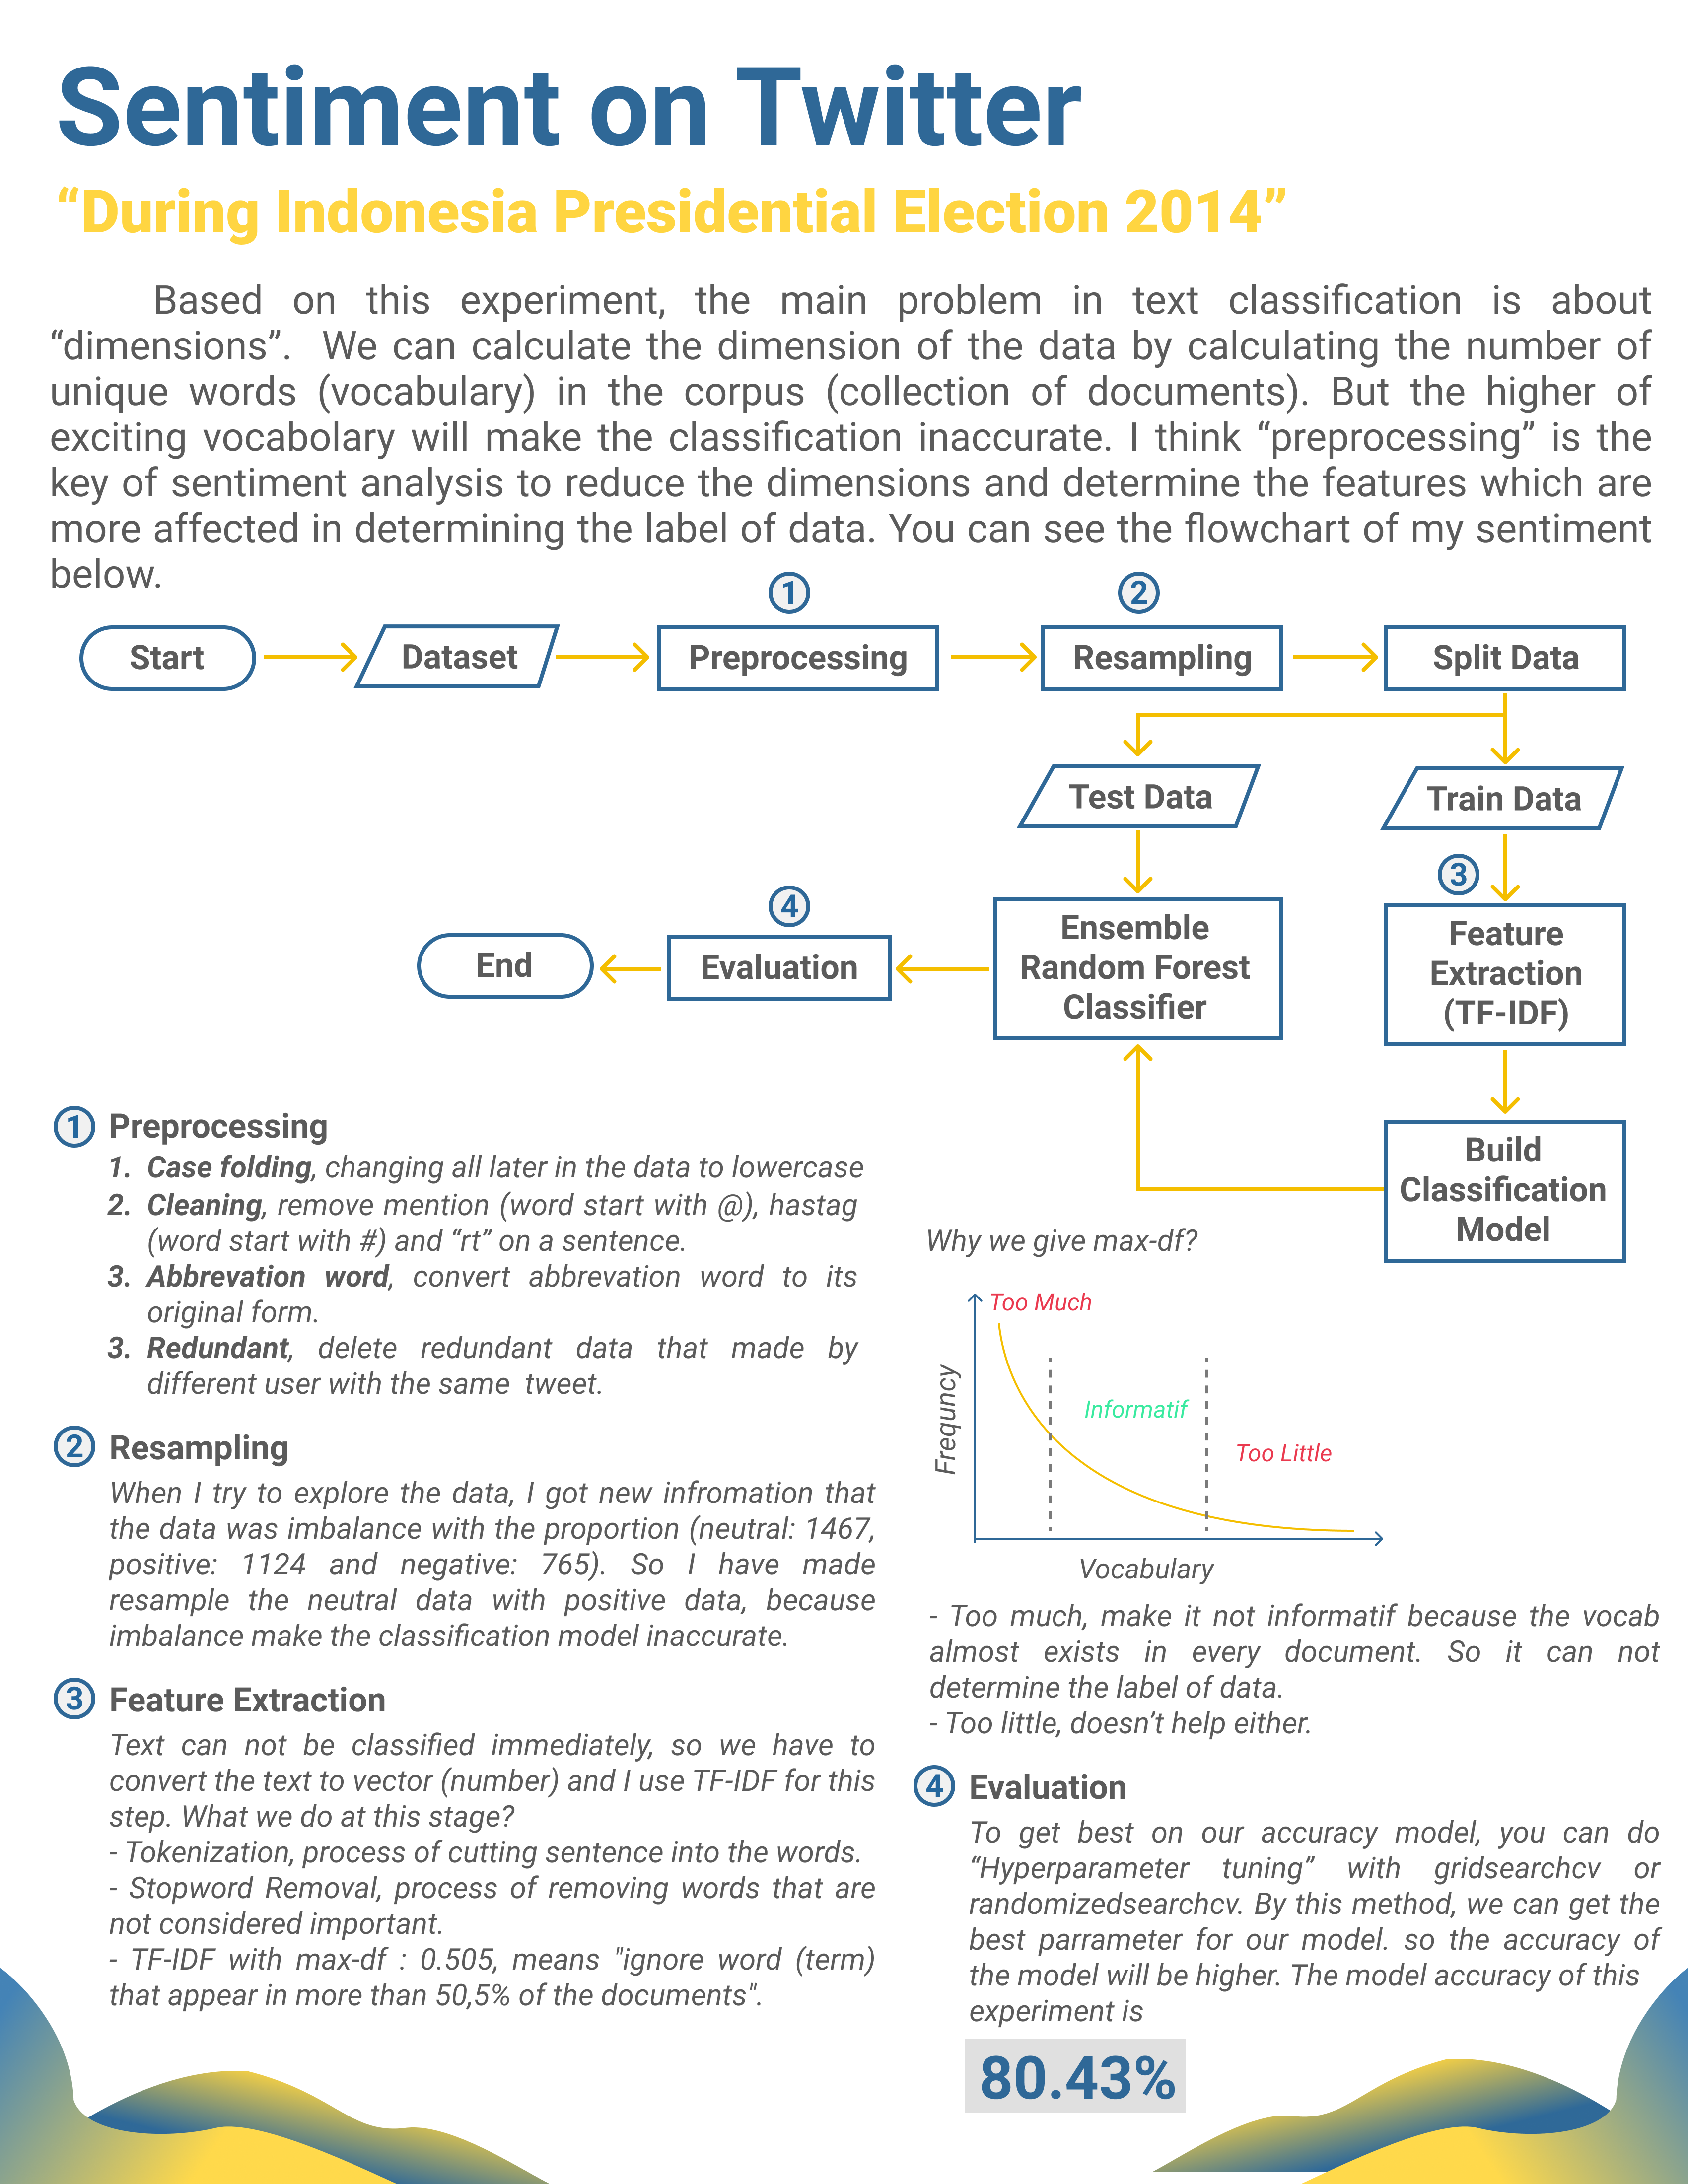 Sentiment on Twitter
“During Indonesia Presidential Election 2014”
Based on this experiment, the main problem in text classification is about
“dimensions”. We can calculate the dimension of the data by calculating the number of
unique words (vocabulary) in the corpus (collection of documents). But the higher of
exciting vocabolary will make the classification inaccurate. I think “preprocessing” is the
key of sentiment analysis to reduce the dimensions and determine the features which are
more affected in determining the label of data. You can see the flowchart of my sentiment
below.
1
2
Start
Dataset
Preprocessing
Resampling
Split Data
Test Data
Train Data
3
4
End
Evaluation
Ensemble
Random Forest
Classifier
Feature
Extraction
(TF-IDF)
Build
Classification
Model
1 Preprocessing
1. Case folding, changing all later in the data to lowercase
2. Cleaning, remove mention (word start with @), hastag
(word start with #) and “rt” on a sentence.
3. Abbrevation word, convert abbrevation word to its
original form.
3. Redundant, delete redundant data that made by
different user with the same tweet.
2 Resampling
When I try to explore the data, I got new infromation that
the data was imbalance with the proportion (neutral: 1467,
positive: 1124 and negative: 765). So I have made
resample the neutral data with positive data, because
imbalance make the classification model inaccurate.
3 Feature Extraction
Text can not be classified immediately, so we have to
convert the text to vector (number) and I use TF-IDF for this
step. What we do at this stage?
- Tokenization, process of cutting sentence into the words.
- Stopword Removal, process of removing words that are
not considered important.
- TF-IDF with max-df : 0.505, means "ignore word (term)
that appear in more than 50,5% of the documents".
Why we give max-df?
Too Much
Informatif
Too Little
Frequncy
Vocabulary
- Too much, make it not informatif because the vocab
almost exists in every document. So it can not
determine the label of data.
- Too little, doesn’t help either.
4 Evaluation
To get best on our accuracy model, you can do
“Hyperparameter tuning” with gridsearchcv or
randomizedsearchcv. By this method, we can get the
best parrameter for our model. so the accuracy of
the model will be higher. The model accuracy of this
experiment is
80.43%